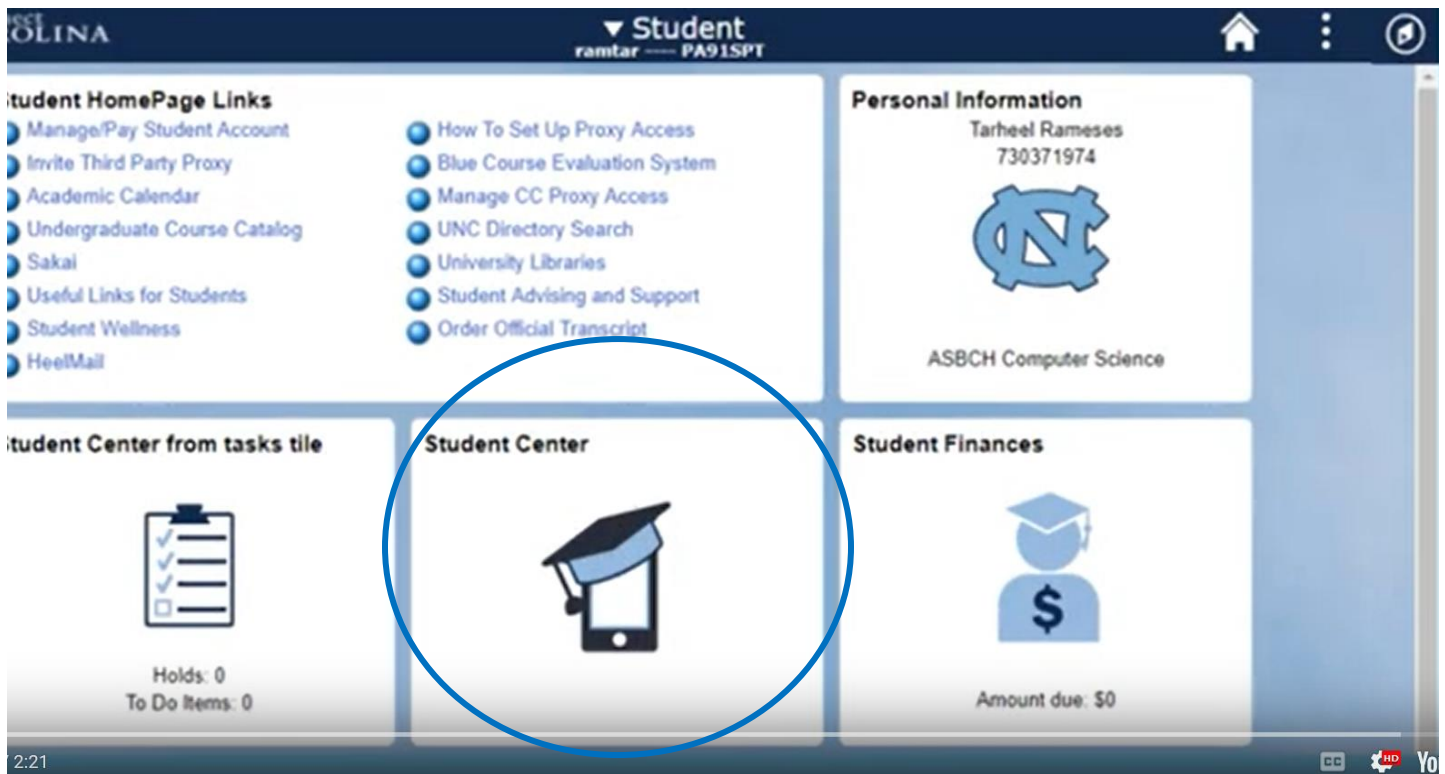 OLINA
▼ Student
ramtar ---- PA91SPT
tudent HomePage Links
Manage/Pay Student Account
Invite Third Party Proxy
Academic Calendar
Undergraduate Course Catalog
Sakai
Useful Links for Students
Student Wellness
HeelMail
How To Set Up Proxy Access
Blue Course Evaluation System
Manage CC Proxy Access
UNC Directory Search
University Libraries
Student Advising and Support
Order Official Transcript
Personal Information
Tarheel Rameses
730371974
NC
ASBCH Computer Science
tudent Center from tasks tile
Holds: 0
To Do Items: 0
Student Center
Student Finances
$
Amount due: $0
/ 2:21
CC
HD
Yo